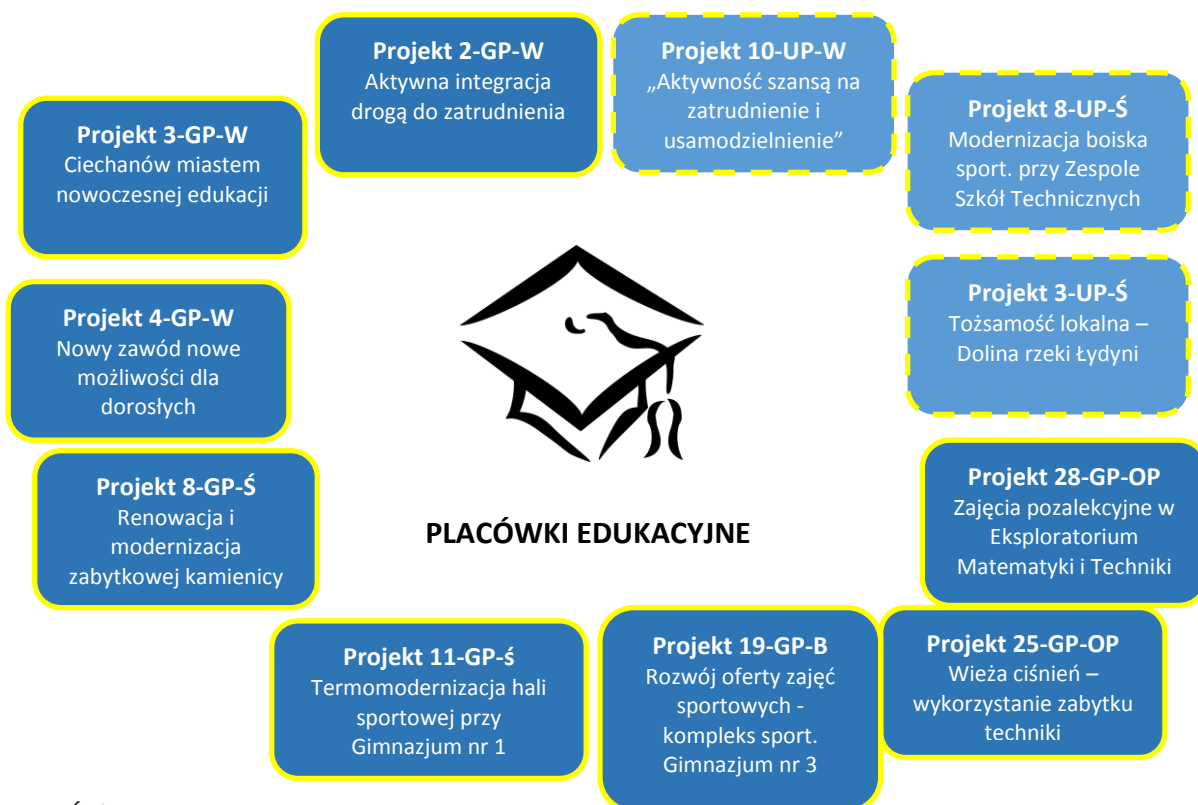 Projekt 2-GP-W
Aktywna integracja
drogą do zatrudnienia
Projekt 10-UP-W
„Aktywność szansą na
zatrudnienie i
usamodzielnienie”
Projekt 8-UP-Ś
Modernizacja boiska
sport. przy Zespole
Szkół Technicznych
Projekt 3-GP-W
Ciechanów miastem
nowoczesnej edukacji
Projekt 3-UP-Ś
Tożsamość lokalna –
Dolina rzeki Łydyni
Projekt 4-GP-W
Nowy zawód nowe
możliwości dla
dorosłych
Projekt 28-GP-OP
Zajęcia pozalekcyjne w
Eksploratorium
Matematyki i Techniki
Projekt 8-GP-Ś
Renowacja i
modernizacja
zabytkowej kamienicy
PLACÓWKI EDUKACYJNE
Projekt 11-GP-ś
Termomodernizacja hali
sportowej przy
Gimnazjum nr 1
Projekt 19-GP-B
Rozwój oferty zajęć
sportowych -
kompleks sport.
Gimnazjum nr 3
Projekt 25-GP-OP
Wieża ciśnień –
wykorzystanie zabytku
techniki